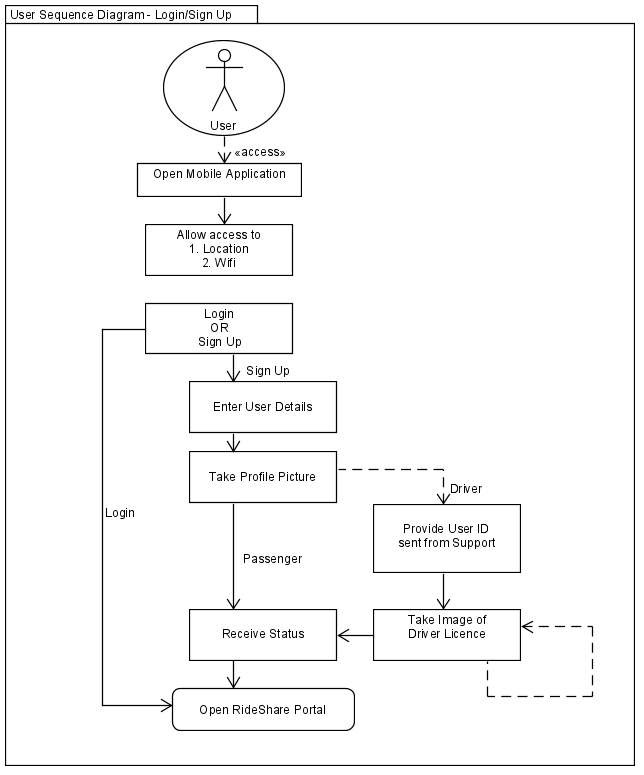 User Sequence Diagram - Login/Sign Up
User
«access»
Open Mobile Application
Allow access to
1. Location
2. Wifi
Login
OR
Sign Up
Sign Up
Enter User Details
Take Profile Picture
Driver
Login
Provide User ID
sent from Support
Passenger
Take Image of
Driver Licence
Receive Status
Open RideShare Portal